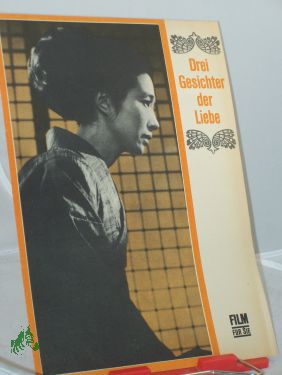 Drei
Gesichter
der
Liebe
FILM
FÜR SIE